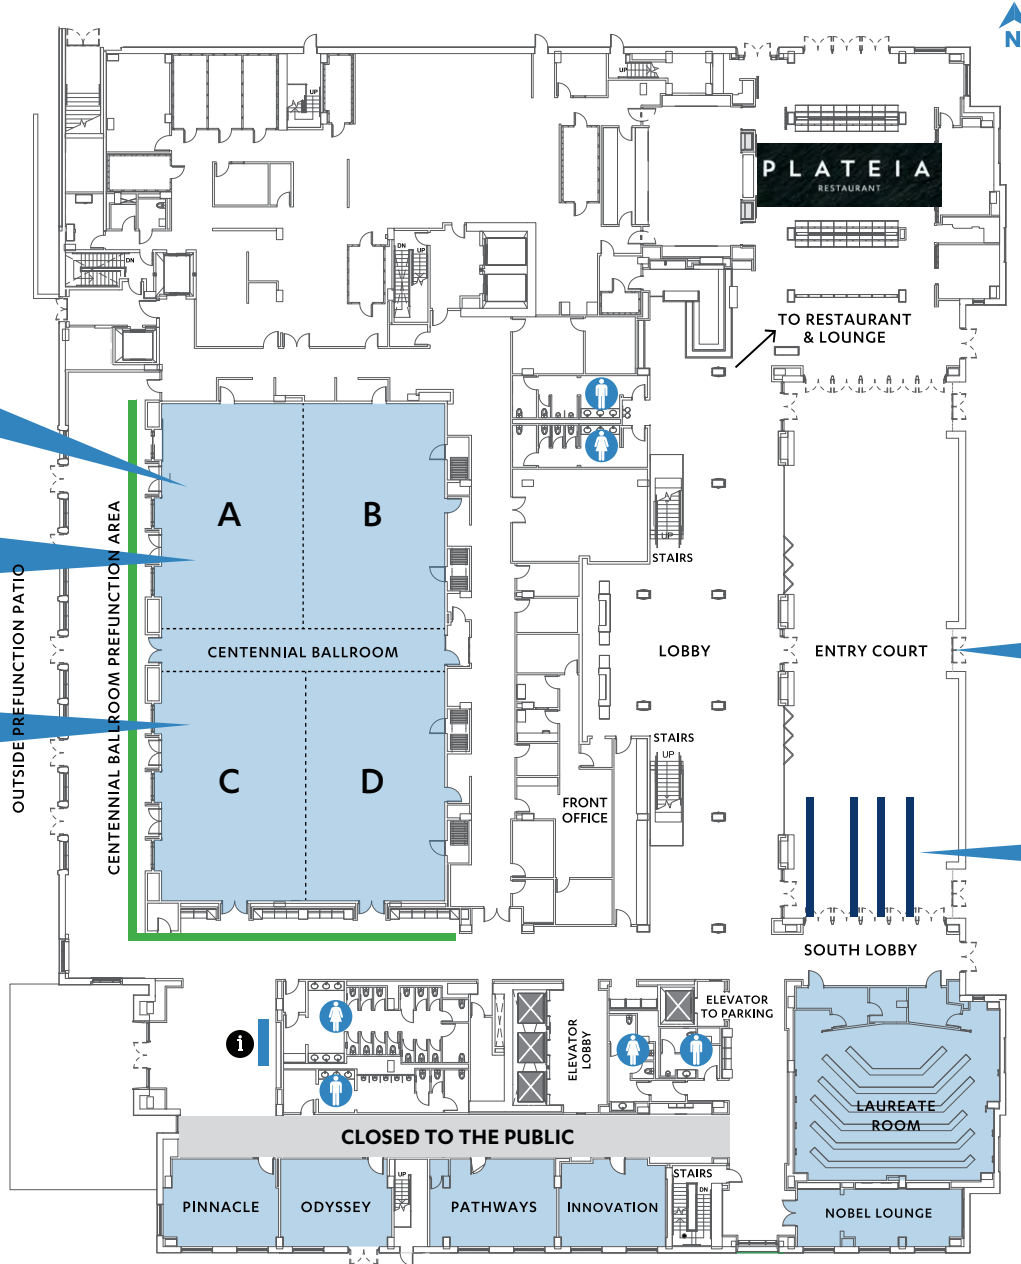 N
UP
UP
PLATEIA
RESTAURANT
DN
UP
DN
TO RESTAURANT
& LOUNGE
A
B
UP
STAIRS
OUTSIDE PREFUNCTION PATIO
CENTENNIAL BALLROOM PREFUNCTION AREA
CENTENNIAL BALLROOM
LOBBY
ENTRY COURT
STAIRS
UP
C
D
FRONT
OFFICE
SOUTH LOBBY
ELEVATOR
TO PARKING
ELEVATOR
LOBBY
i
LAUREATE
ROOM
CLOSED TO THE PUBLIC
UP
STAIRS
DN
PINNACLE
ODYSSEY
PATHWAYS
INNOVATION
NOBEL LOUNGE